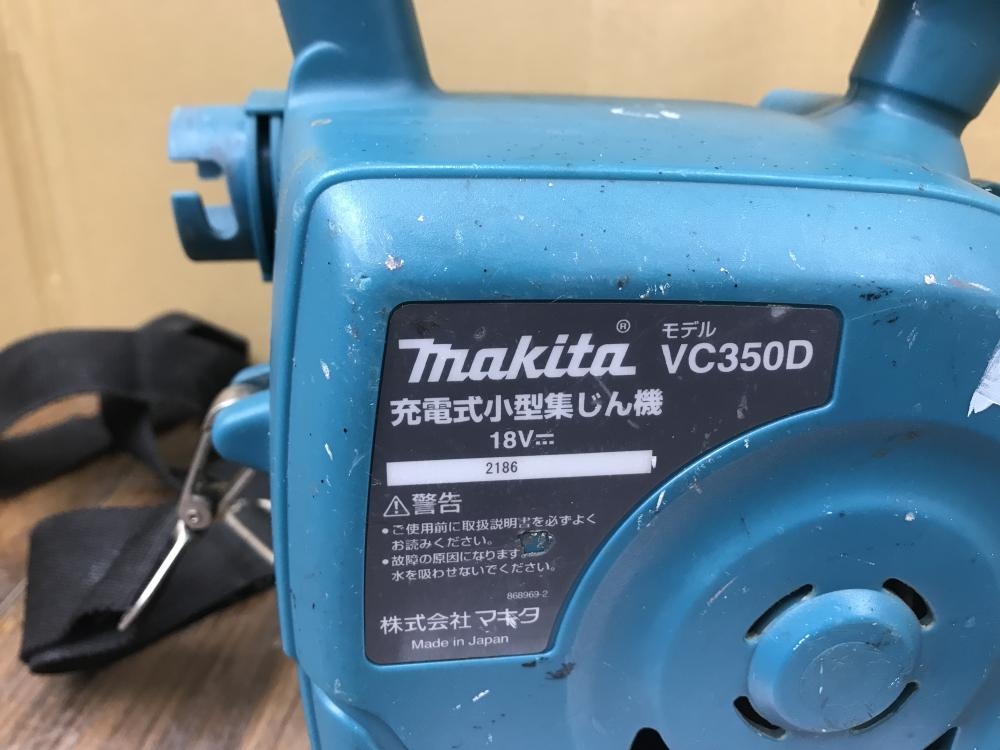 makita®
モデル
VC350D
充電式小型集じん機
18V⎓
2186
⚠警告
●ご使用前に取扱説明書を必ずよく
お読みください。
●故障の原因になります。
水を吸わせないでください。
868969-2
株式会社 マキタ
Made in Japan